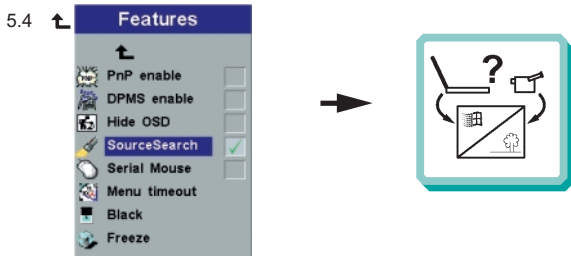 5.4
Features
PnP enable
DPMS enable
Hide OSD
SourceSearch
Serial Mouse
Menu timeout
Black
Freeze
?